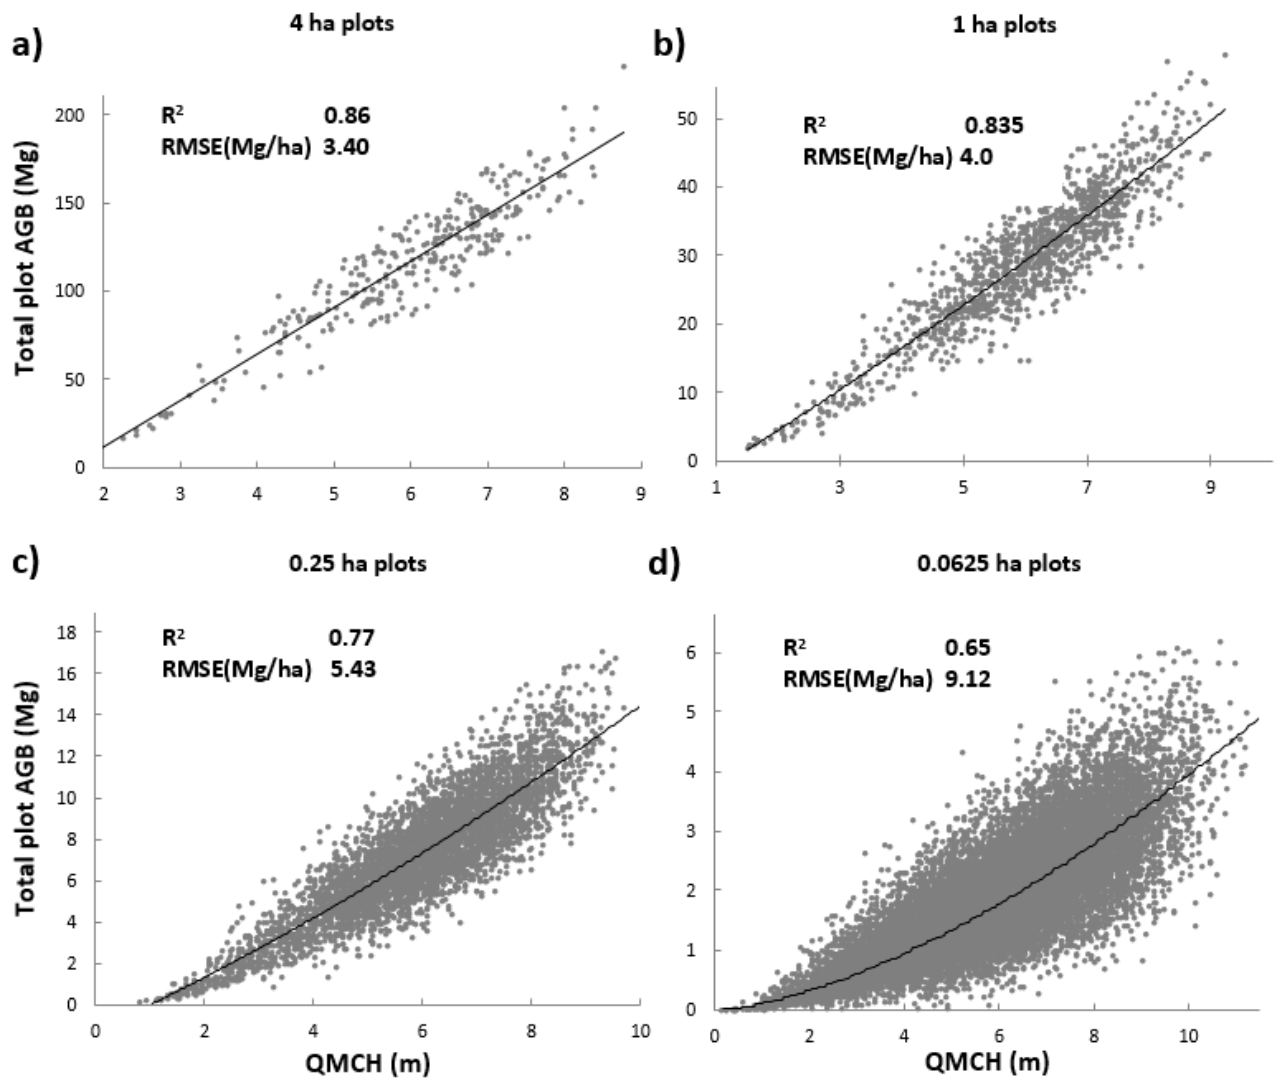 a)
4 ha plots
R² 0.86
RMSE(Mg/ha) 3.40
Total plot AGB (Mg)
200
150
100
50
0
2 3 4 5 6 7 8 9
b)
1 ha plots
R² 0.835
RMSE(Mg/ha) 4.0
50
40
30
20
10
0
1 3 5 7 9
c)
0.25 ha plots
R² 0.77
RMSE(Mg/ha) 5.43
Total plot AGB (Mg)
18
16
14
12
10
8
6
4
2
0
0 2 4 6 8 10
QMCH (m)
d)
0.0625 ha plots
R² 0.65
RMSE(Mg/ha) 9.12
6
5
4
3
2
1
0
0 2 4 6 8 10
QMCH (m)